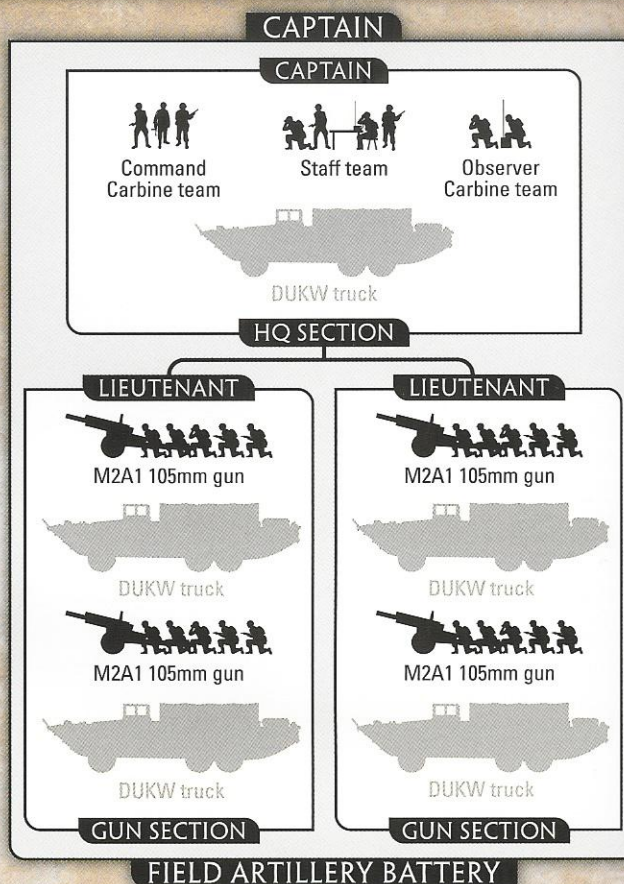 CAPTAIN
CAPTAIN
Command
Carbine team
Staff team
Observer
Carbine team
DUKW truck
HQ SECTION
LIEUTENANT
M2A1 105mm gun
DUKW truck
M2A1 105mm gun
DUKW truck
GUN SECTION
LIEUTENANT
M2A1 105mm gun
DUKW truck
M2A1 105mm gun
DUKW truck
GUN SECTION
FIELD ARTILLERY BATTERY